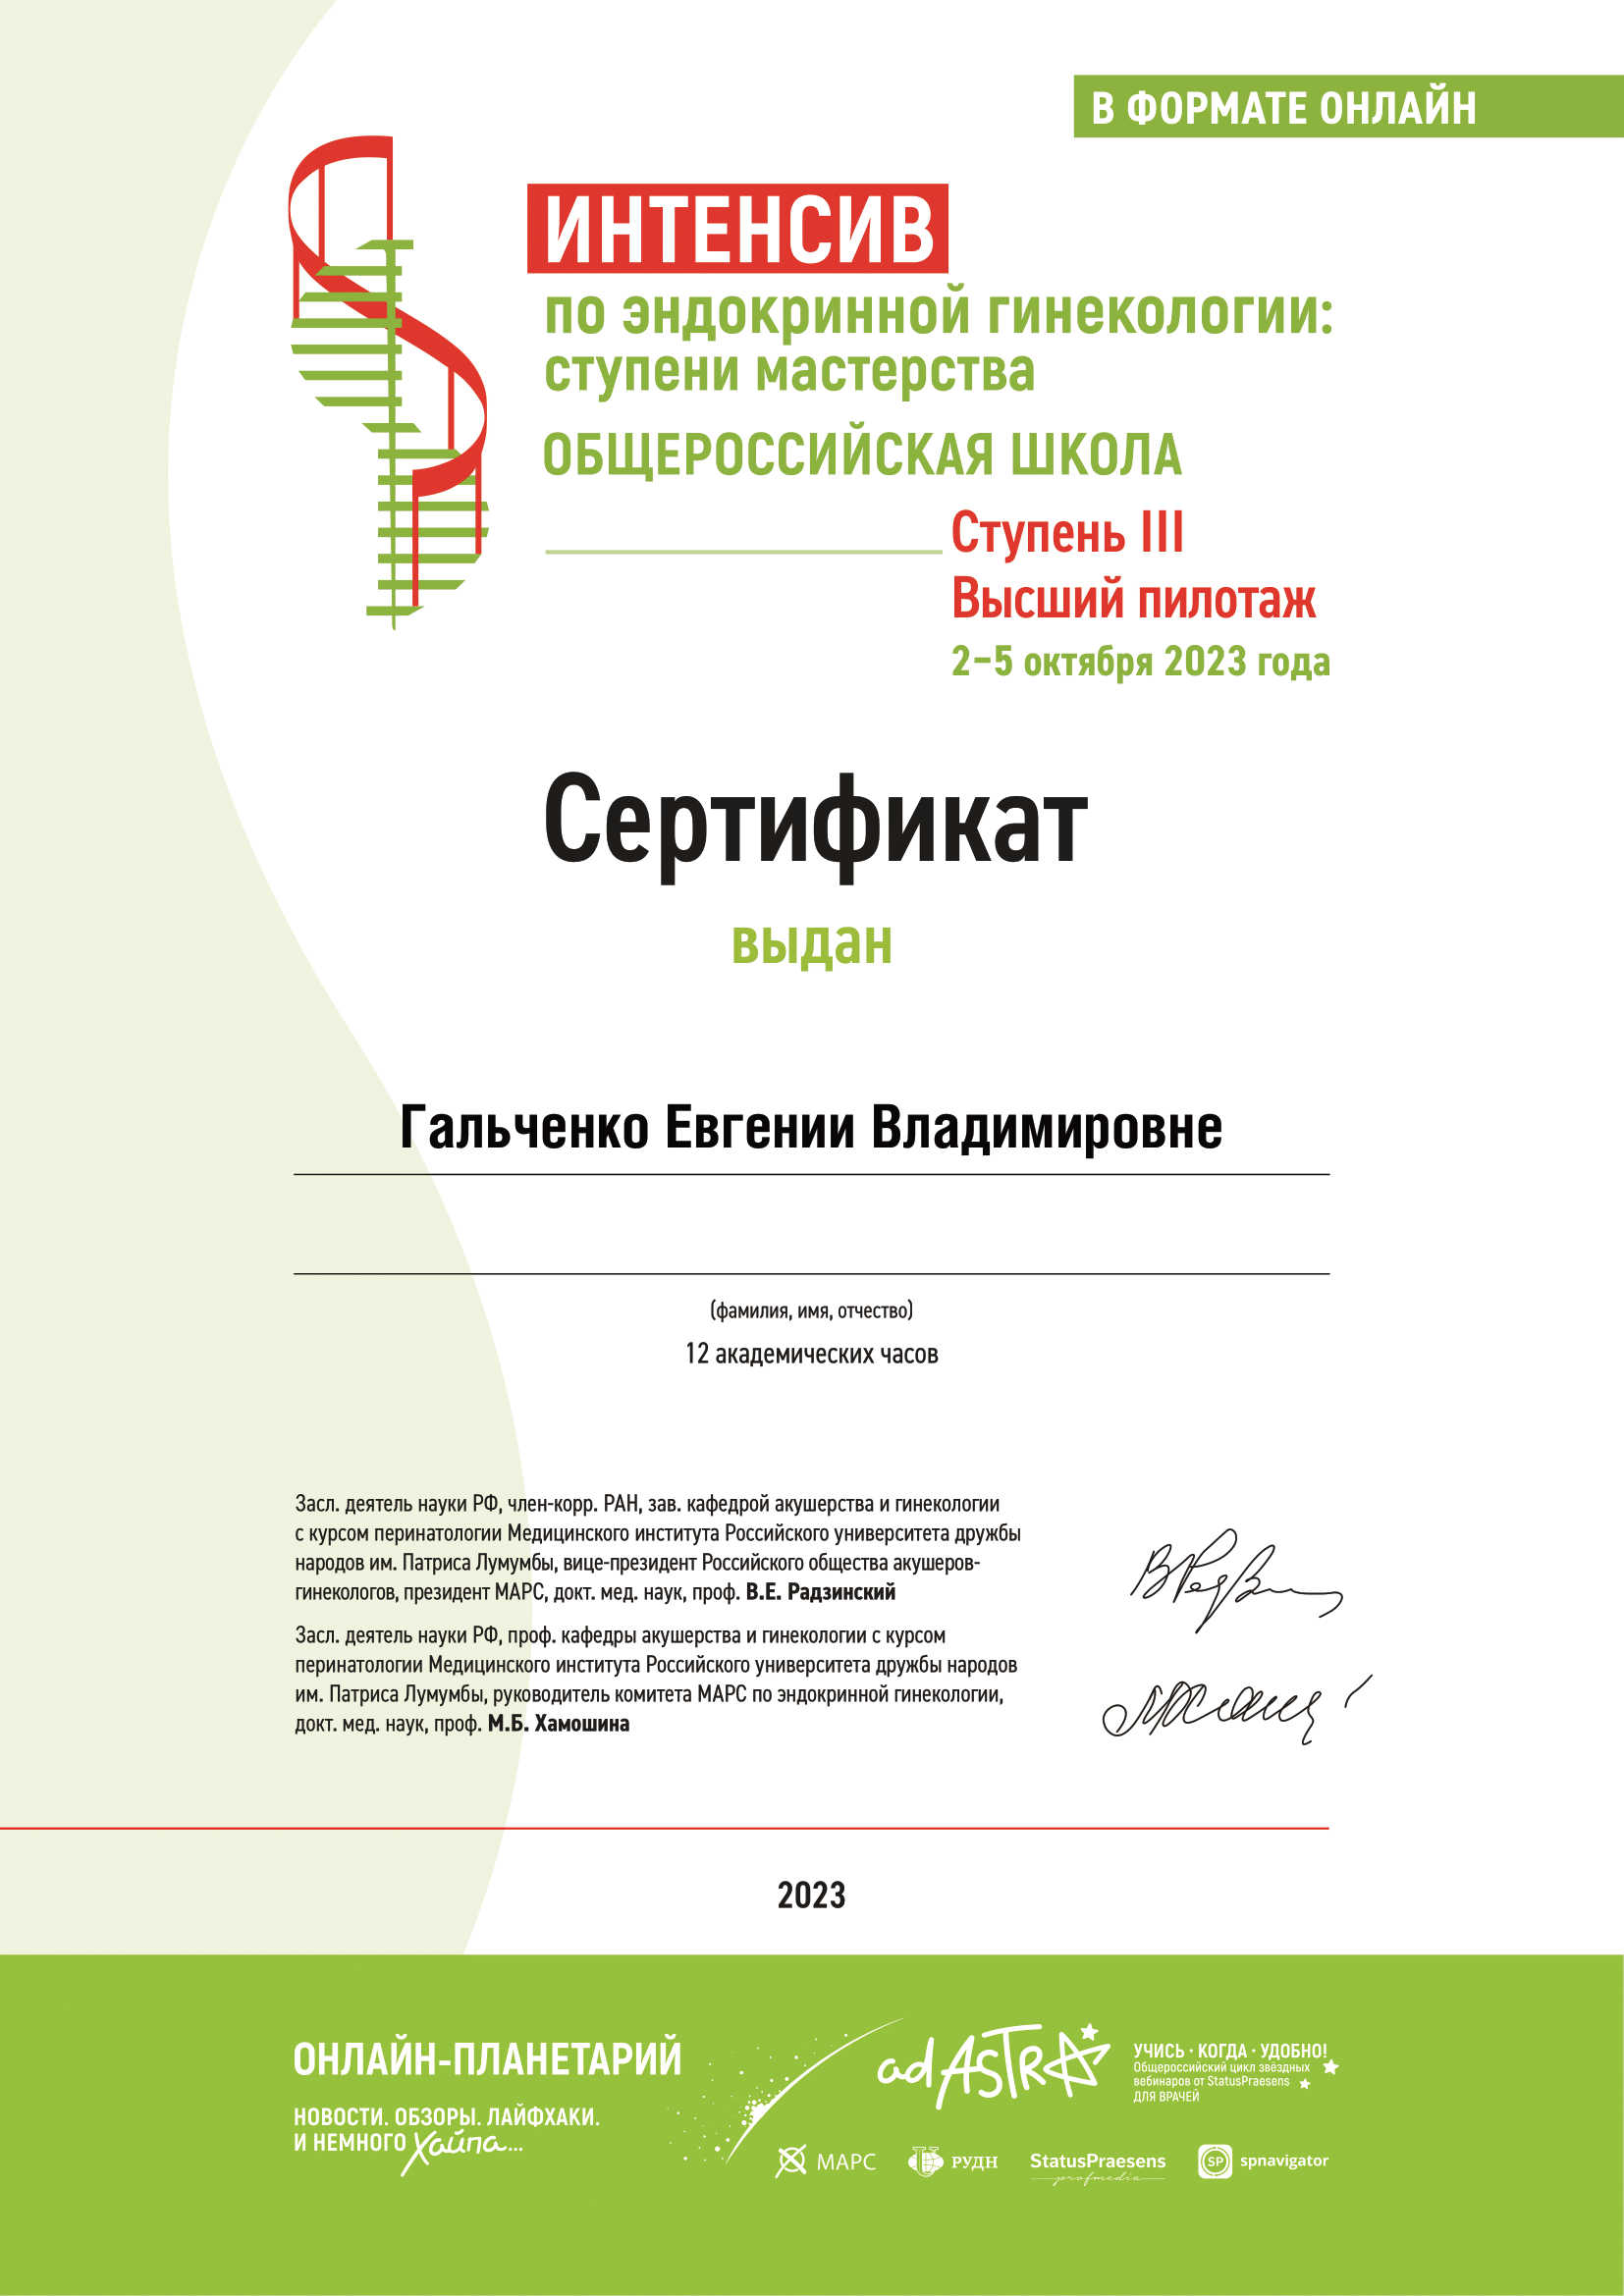 В ФОРМАТЕ ОНЛАЙН
ИНТЕНСИВ
по эндокринной гинекологии:
ступени мастерства
ОБЩЕРОССИЙСКАЯ ШКОЛА
Ступень III
Высший пилотаж
2–5 октября 2023 года
Сертификат
выдан
Гальченко Евгении Владимировне
(фамилия, имя, отчество)
12 академических часов
Засл. деятель науки РФ, член-корр. РАН, зав. кафедрой акушерства и гинекологии
с курсом перинатологии Медицинского института Российского университета дружбы
народов им. Патриса Лумумбы, вице-президент Российского общества акушеров-
гинекологов, президент МАРС, докт. мед. наук, проф. В.Е. Радзинский
Засл. деятель науки РФ, проф. кафедры акушерства и гинекологии с курсом
перинатологии Медицинского института Российского университета дружбы народов
им. Патриса Лумумбы, руководитель комитета МАРС по эндокринной гинекологии,
докт. мед. наук, проф. М.Б. Хамошина
2023
ОНЛАЙН-ПЛАНЕТАРИЙ
НОВОСТИ. ОБЗОРЫ. ЛАЙФХАКИ.
И НЕМНОГО Хайпа...
ad ASTRA
УЧИСЬ · КОГДА · УДОБНО!
Общероссийский цикл звёздных
вебинаров от StatusPraesens
ДЛЯ ВРАЧЕЙ
МАРС
РУДН
StatusPraesens
profmedia
SP
spnavigator